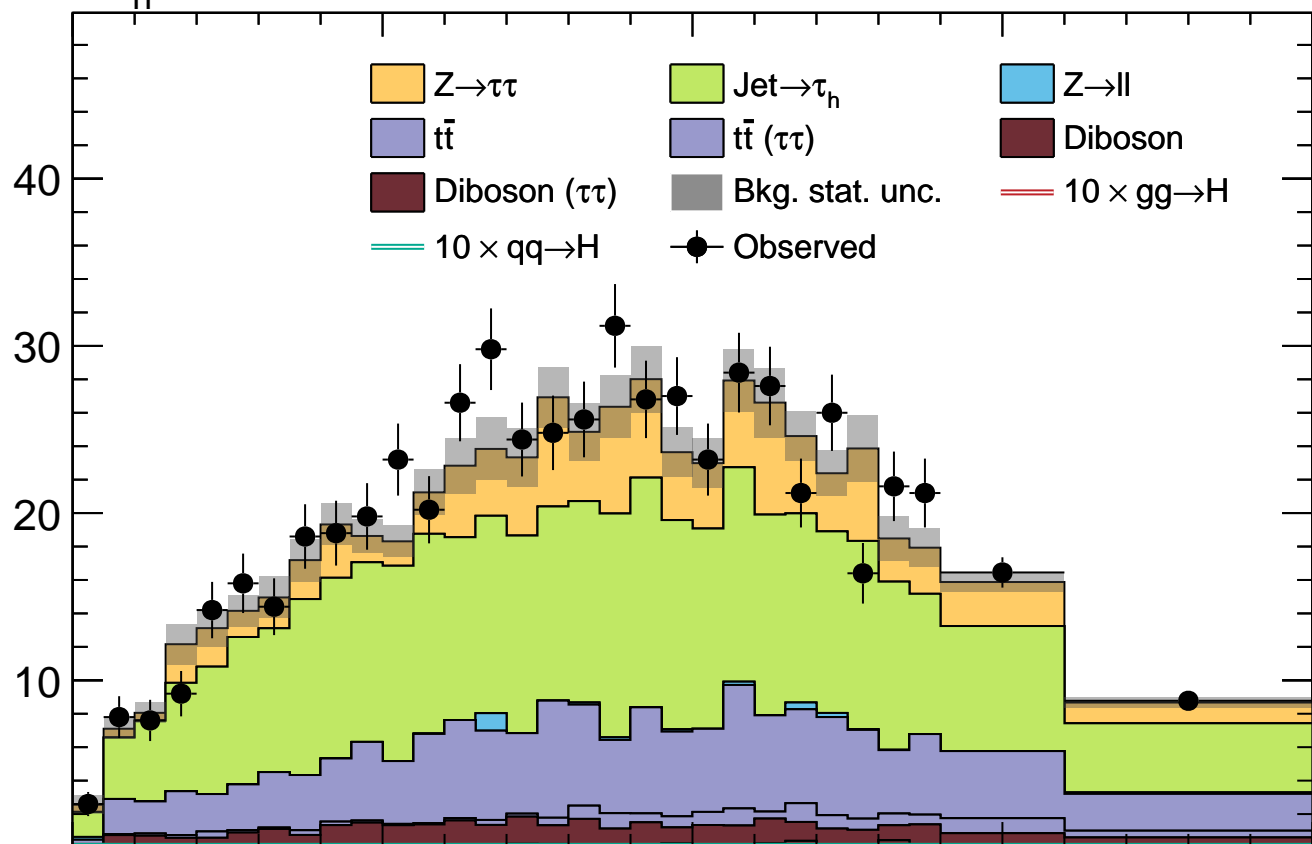 H
Z→ττ Jet→τh Z→ll
tt̄ tt̄ (ττ) Diboson
40
Diboson (ττ) Bkg. stat. unc. 10 × gg→H
10 × qq→H Observed
30
20
10